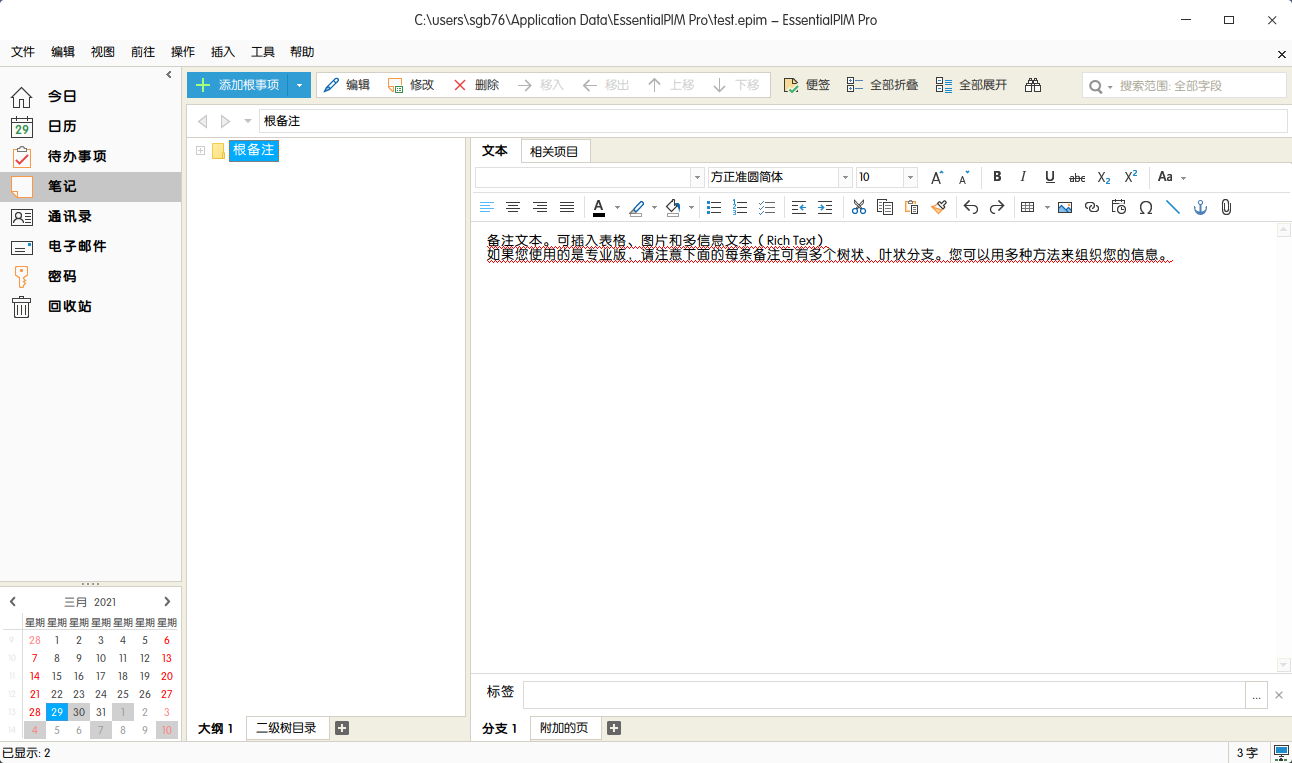 C:\users\sgb76\Application Data\EssentialPIM Pro\test.epim – EssentialPIM Pro
文件 编辑 视图 前往 操作 插入 工具 帮助
添加根事项 编辑 修改 删除 移入 移出 上移 下移 便签 全部折叠 全部展开 搜索范围: 全部字段
今日
29 日历
待办事项
笔记
通讯录
电子邮件
密码
回收站
根备注
根备注
文本 相关项目
方正准圆简体 10 A A B I U abc X2 X2 Aa
A
备注文本。可插入表格、图片和多信息文本（Rich Text）
如果您使用的是专业版，请注意下面的每条备注可有多个树状、叶状分支。您可以用多种方法来组织您的信息。
三月 2021
星期 星期 星期 星期 星期 星期 星期
9 28 1 2 3 4 5 6
10 7 8 9 10 11 12 13
11 14 15 16 17 18 19 20
12 21 22 23 24 25 26 27
13 28 29 30 31 1 2 3
14 4 5 6 7 8 9 10
标签 ...
大纲 1 二级树目录
分支 1 附加的页
已显示: 2
3 字